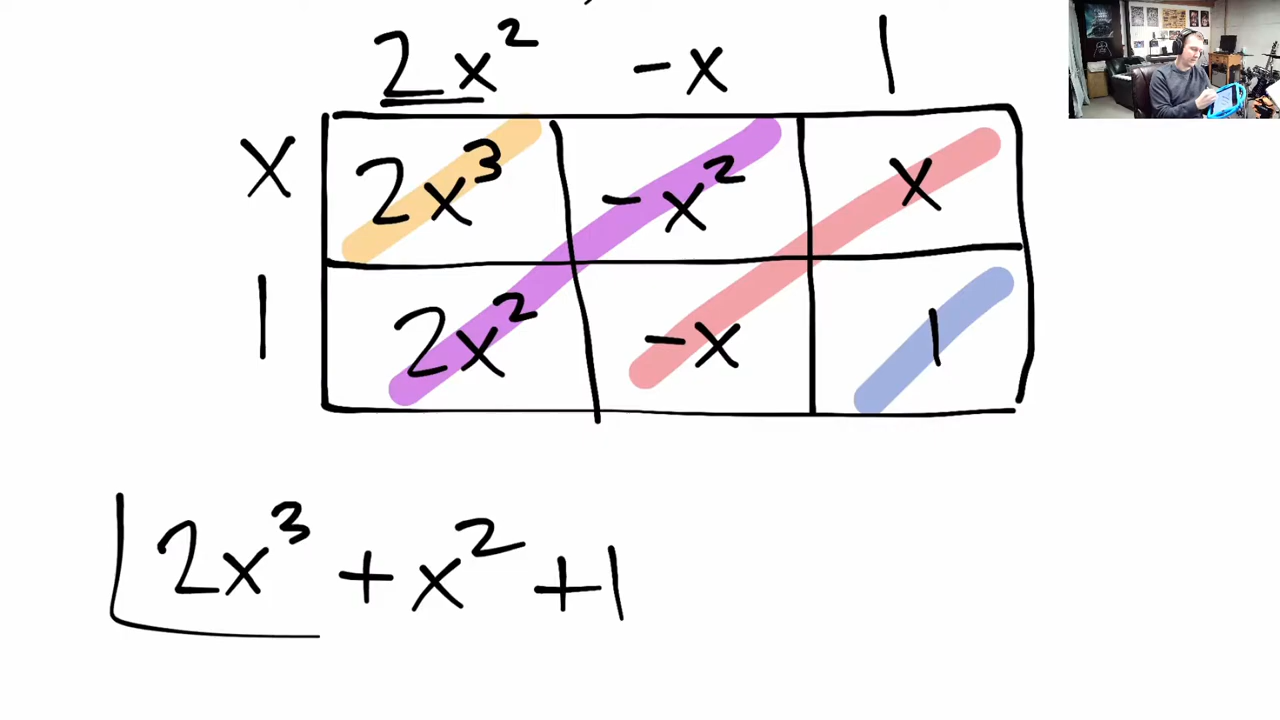 2x² -x 1
x 2x³ -x² x
1 2x² -x 1
2x³ + x² +1